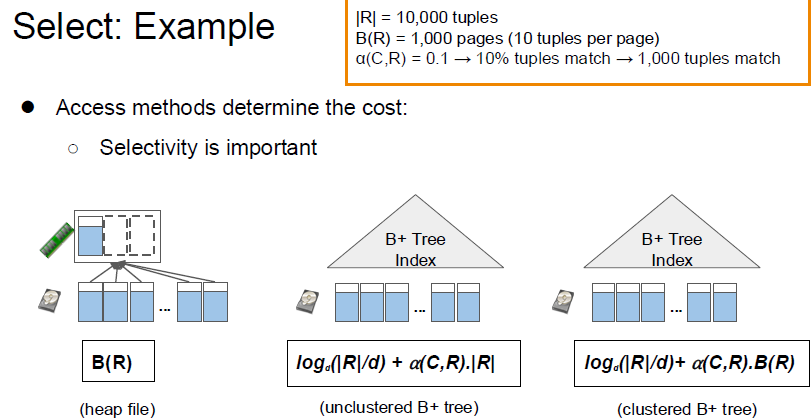 Select: Example
|R| = 10,000 tuples
B(R) = 1,000 pages (10 tuples per page)
α(C,R) = 0.1 → 10% tuples match → 1,000 tuples match
● Access methods determine the cost:
○ Selectivity is important
B+ Tree
Index
B+ Tree
Index
...
...
...
B(R)
log_d(|R|/d) + α(C,R).|R|
log_d(|R|/d)+ α(C,R).B(R)
(heap file)
(unclustered B+ tree)
(clustered B+ tree)